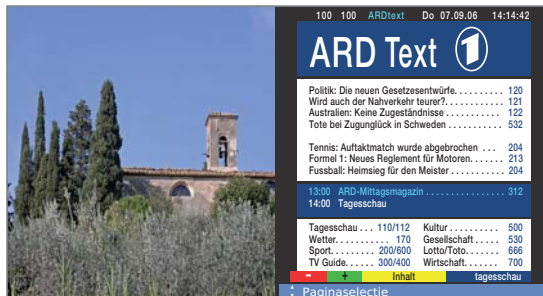 100 100 ARDtext Do 07.09.06 14:14:42
ARD Text 1
Politik: Die neuen Gesetzesentwürfe.......... 120
Wird auch der Nahverkehr teurer?............ 121
Australien: Keine Zugeständnisse ............ 122
Tote bei Zugunglück in Schweden ........... 532
Tennis: Auftaktmatch wurde abgebrochen ... 204
Formel 1: Neues Reglement für Motoren....... 213
Fussball: Heimsieg für den Meister ........... 204
13:00 ARD-Mittagsmagazin ................ 312
14:00 Tagesschau
Tagesschau ... 110/112 Kultur .......... 500
Wetter.......... 170 Gesellschaft ..... 530
Sport......... 200/600 Lotto/Toto....... 666
TV Guide...... 300/400 Wirtschaft....... 700
- + Inhalt tagesschau
Paginaselectie